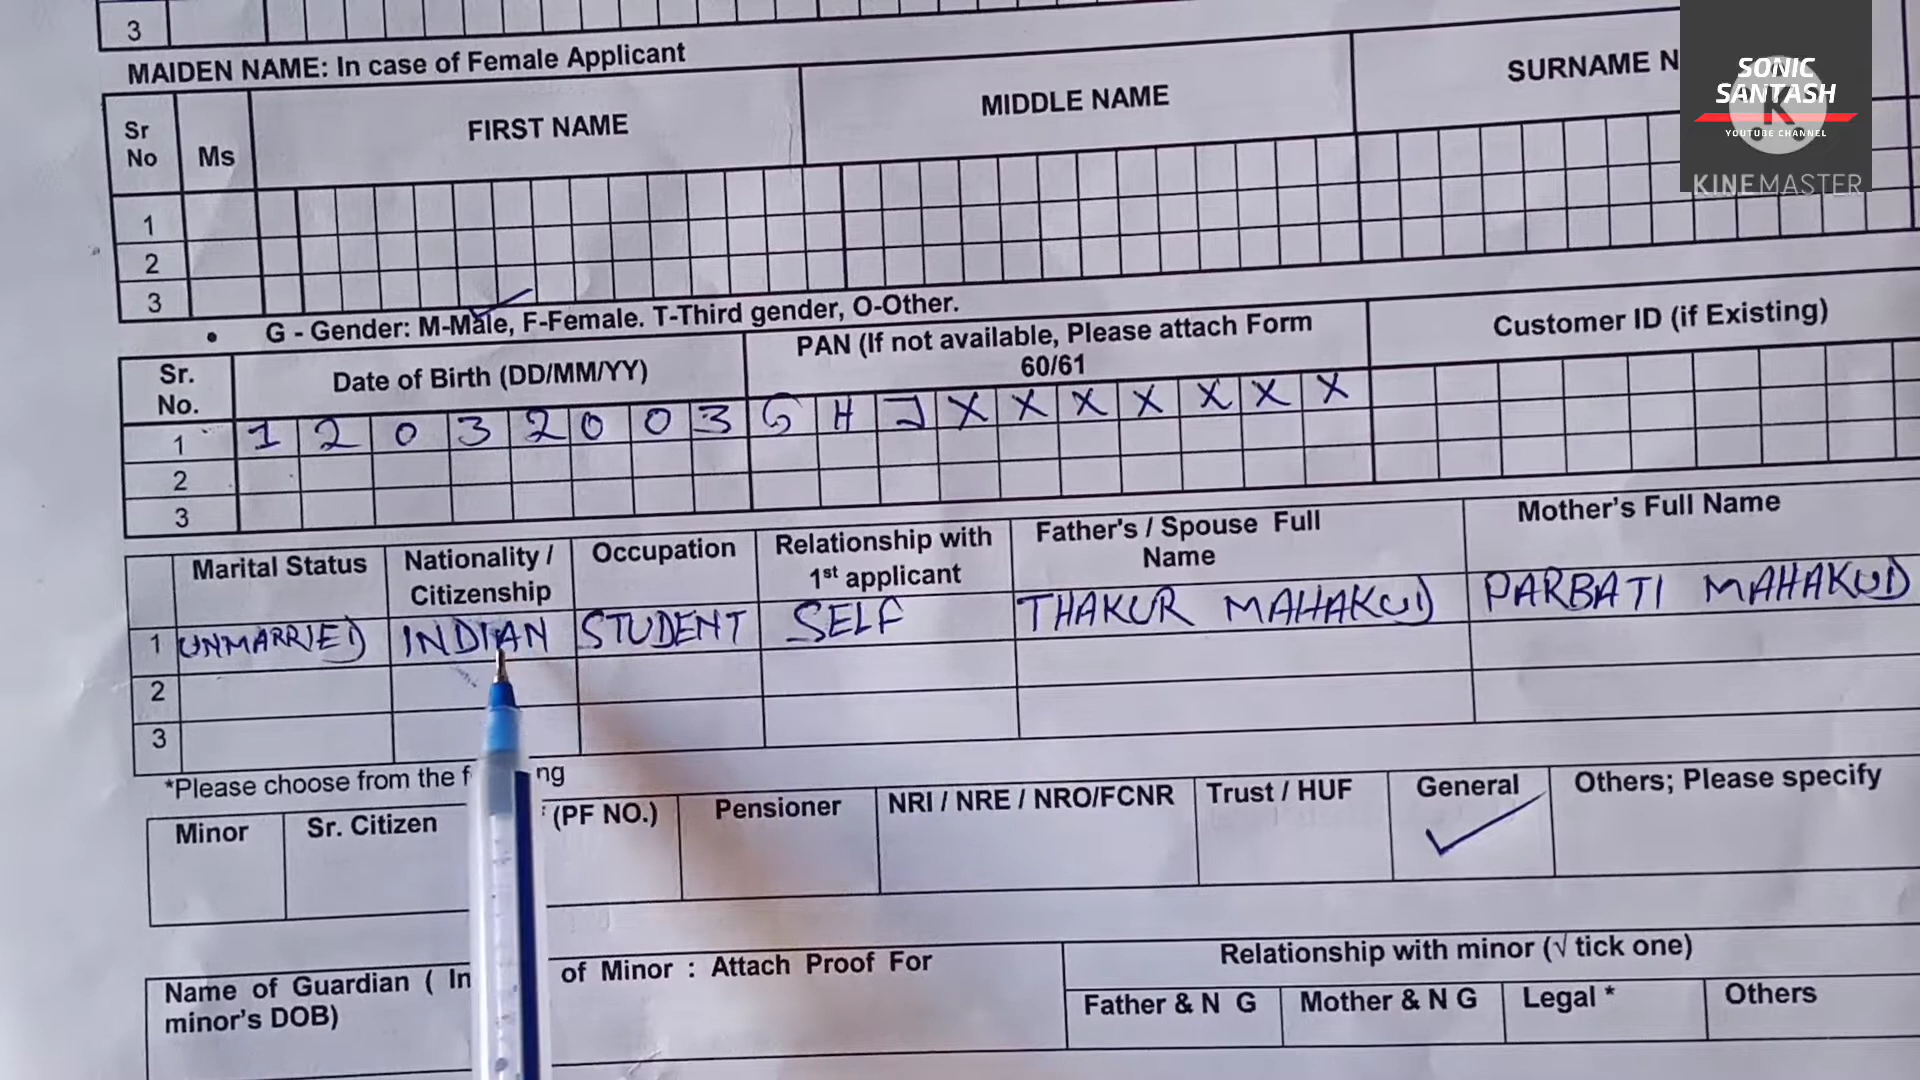 3
MAIDEN NAME: In case of Female Applicant
Sr No Ms FIRST NAME MIDDLE NAME SURNAME N
SONIC
SANTASH
K
YOUTUBE CHANNEL
KINEMASTER
1
2
3
• G - Gender: M-Male, F-Female. T-Third gender, O-Other.
Sr. No. Date of Birth (DD/MM/YY) PAN (If not available, Please attach Form 60/61 Customer ID (if Existing)
1 1 2 0 3 2 0 0 3 G H J X X X X X X X
2
3
Marital Status Nationality / Citizenship Occupation Relationship with 1st applicant Father's / Spouse Full Name Mother's Full Name
1 UNMARRIED INDIAN STUDENT SELF THAKUR MAHAKUD PARBATI MAHAKUD
2
3
*Please choose from the f ng
Minor Sr. Citizen (PF NO.) Pensioner NRI / NRE / NRO/FCNR Trust / HUF General Others; Please specify
Name of Guardian ( In of Minor : Attach Proof For Relationship with minor (√ tick one)
minor's DOB) Father & N G Mother & N G Legal * Others